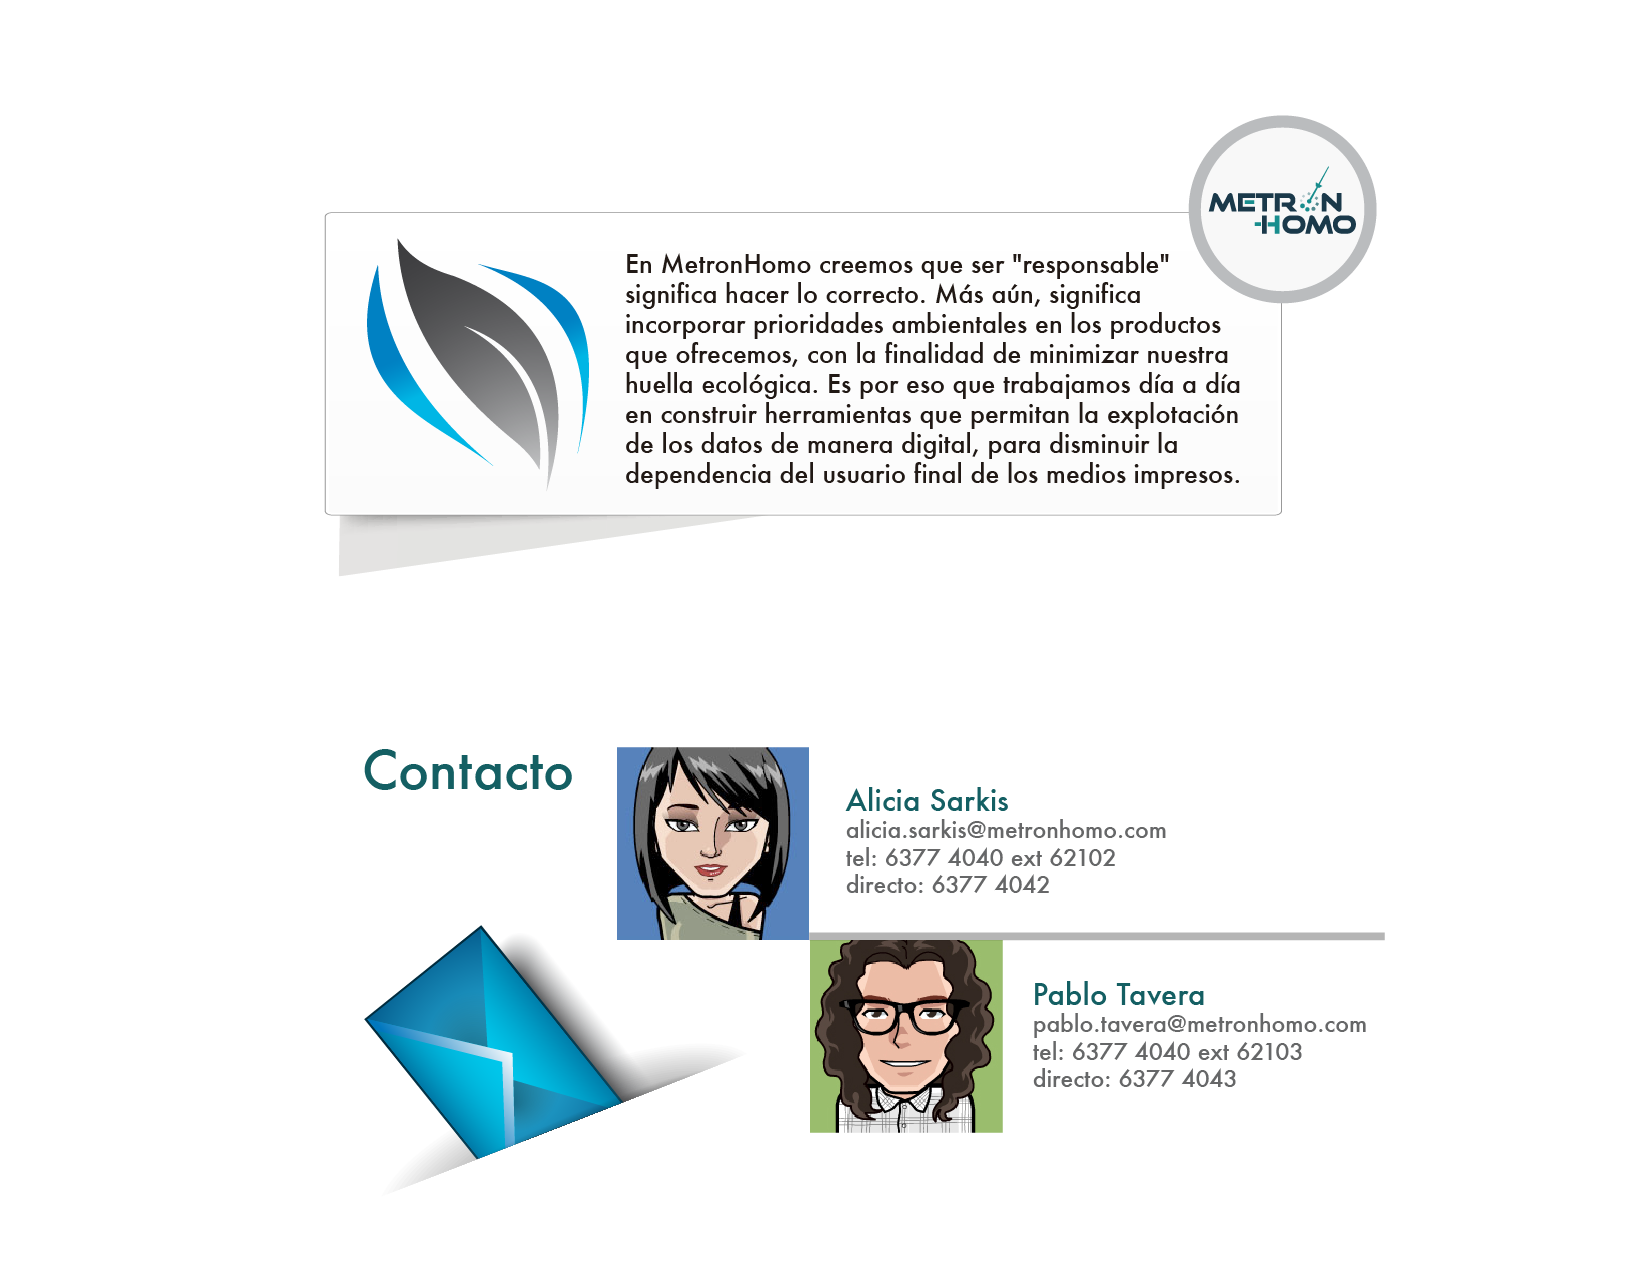 METRON
-HOMO
En MetronHomo creemos que ser "responsable"
significa hacer lo correcto. Más aún, significa
incorporar prioridades ambientales en los productos
que ofrecemos, con la finalidad de minimizar nuestra
huella ecológica. Es por eso que trabajamos día a día
en construir herramientas que permitan la explotación
de los datos de manera digital, para disminuir la
dependencia del usuario final de los medios impresos.
Contacto
Alicia Sarkis
alicia.sarkis@metronhomo.com
tel: 6377 4040 ext 62102
directo: 6377 4042
Pablo Tavera
pablo.tavera@metronhomo.com
tel: 6377 4040 ext 62103
directo: 6377 4043